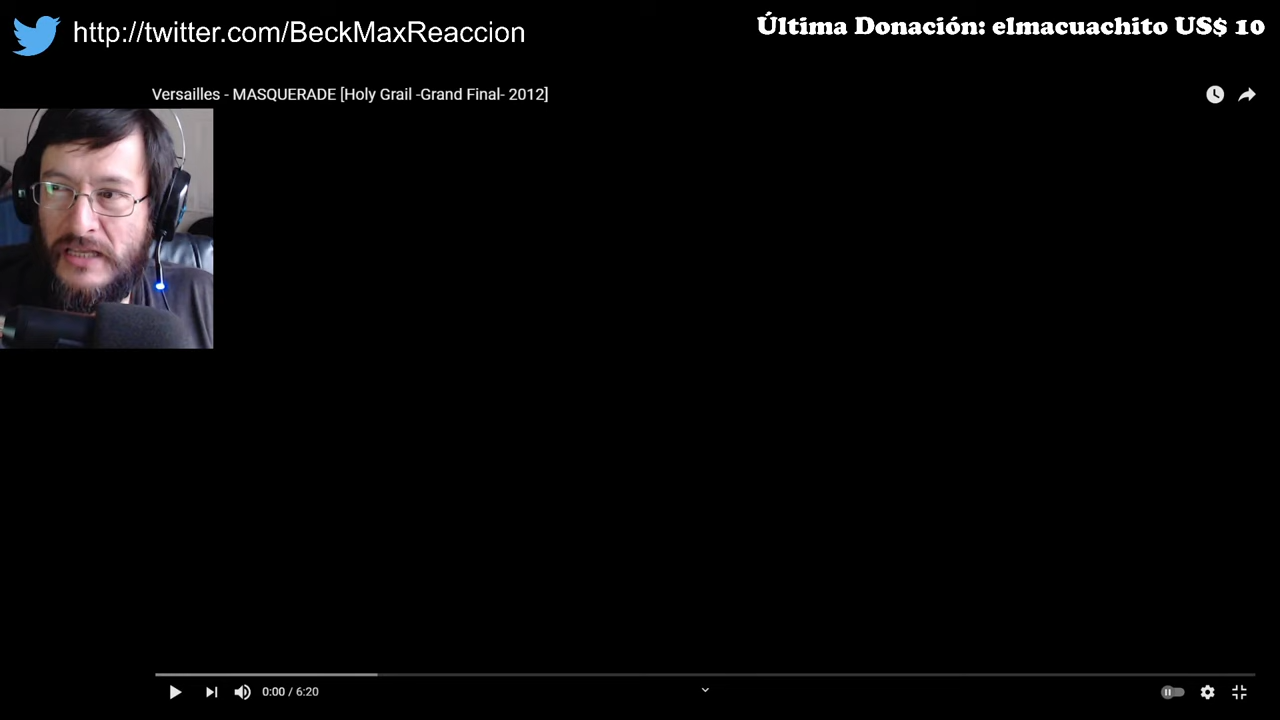 http://twitter.com/BeckMaxReaccion
Última Donación: elmacuachito US$ 10
Versailles - MASQUERADE [Holy Grail -Grand Final- 2012]
0:00 / 6:20